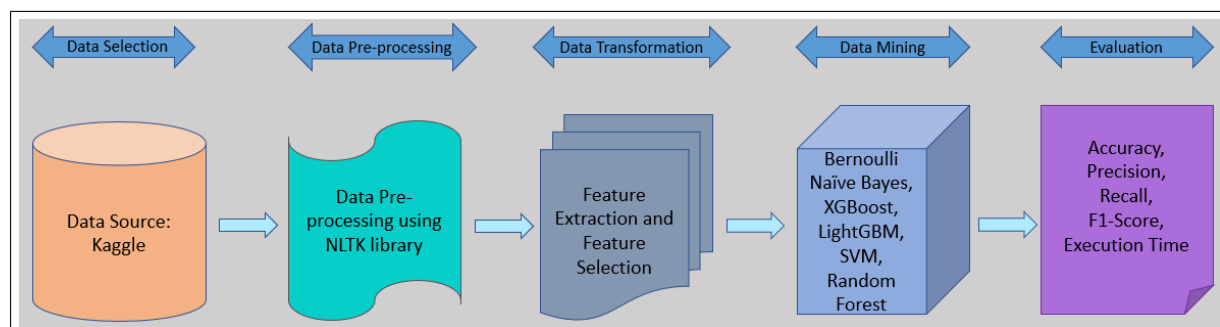 Data Selection
Data Pre-processing
Data Transformation
Data Mining
Evaluation
Data Source:
Kaggle
Data Pre-
processing using
NLTK library
Feature
Extraction and
Feature
Selection
Bernoulli
Naïve Bayes,
XGBoost,
LightGBM,
SVM,
Random
Forest
Accuracy,
Precision,
Recall,
F1-Score,
Execution Time